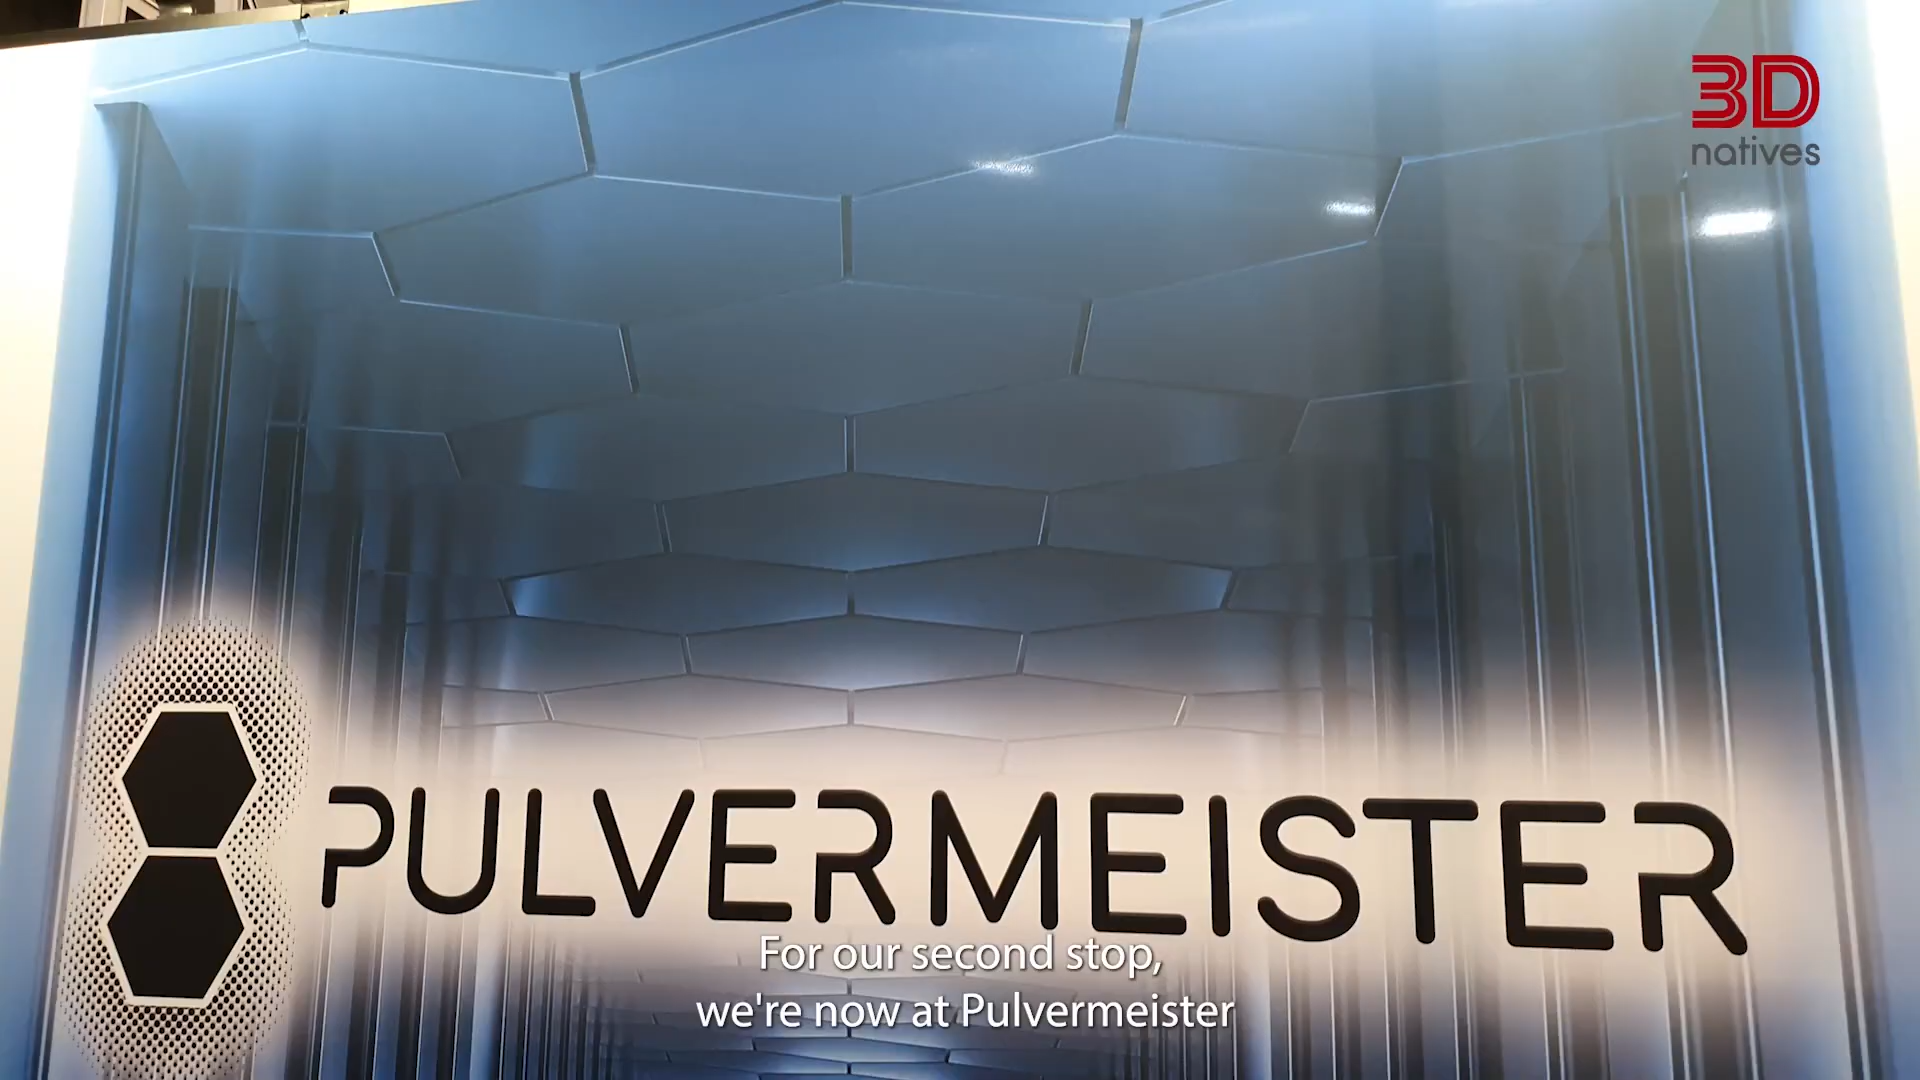 3D
natives
PULVERMEISTER
For our second stop,
we're now at Pulvermeister